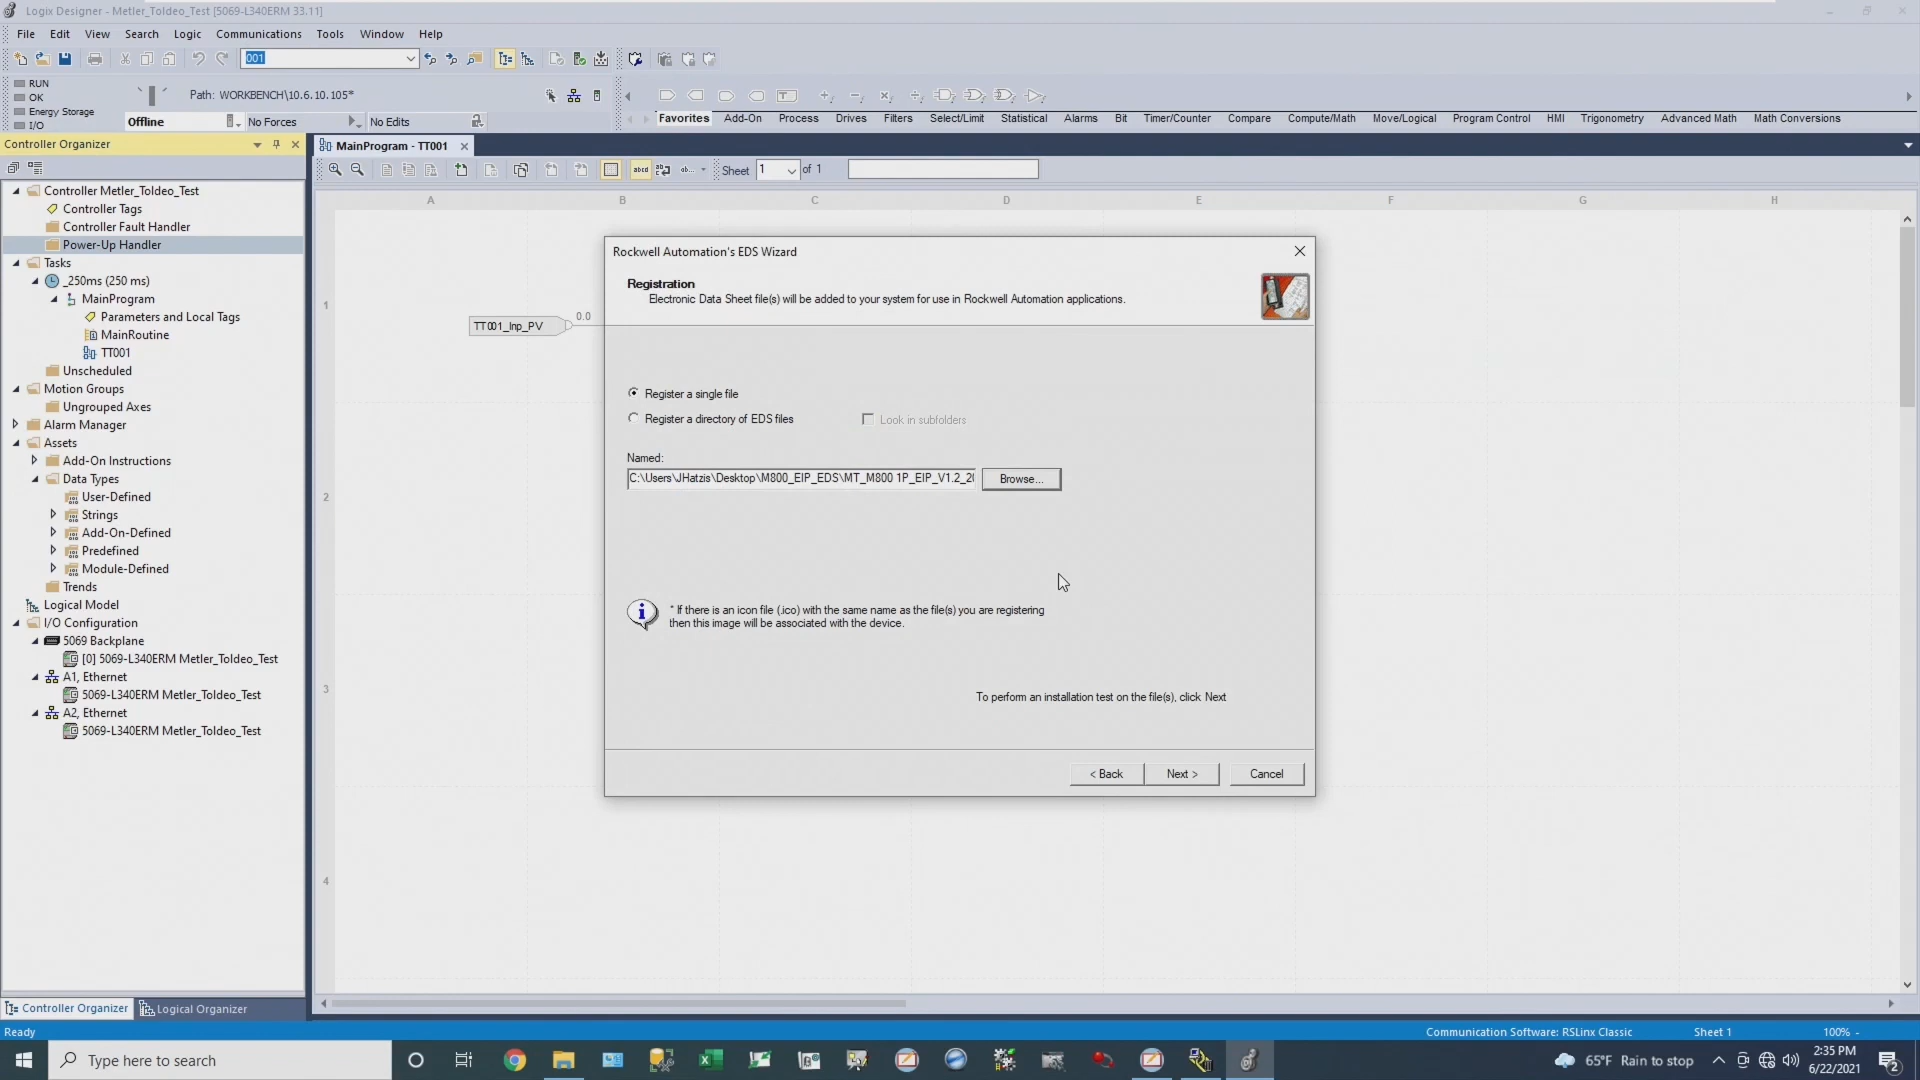 Logix Designer - Metler_Toldeo_Test [5069-L340ERM 33.11]
File Edit View Search Logic Communications Tools Window Help
001
RUN
OK
Energy Storage
I/O
Path: WORKBENCH\10.6.10.105*
Offline No Forces No Edits
Favorites Add-On Process Drives Filters Select/Limit Statistical Alarms Bit Timer/Counter Compare Compute/Math Move/Logical Program Control HMI Trigonometry Advanced Math Math Conversions
Controller Organizer
MainProgram - TT001
abcd ab... Sheet 1 of 1
A B C D E F G H
1
2
3
4
TT001_Inp_PV 0.0
Controller Metler_Toldeo_Test
Controller Tags
Controller Fault Handler
Power-Up Handler
Tasks
_250ms (250 ms)
MainProgram
Parameters and Local Tags
MainRoutine
TT001
Unscheduled
Motion Groups
Ungrouped Axes
Alarm Manager
Assets
Add-On Instructions
Data Types
User-Defined
Strings
Add-On-Defined
Predefined
Module-Defined
Trends
Logical Model
I/O Configuration
5069 Backplane
[0] 5069-L340ERM Metler_Toldeo_Test
A1, Ethernet
5069-L340ERM Metler_Toldeo_Test
A2, Ethernet
5069-L340ERM Metler_Toldeo_Test
Rockwell Automation's EDS Wizard
Registration
Electronic Data Sheet file(s) will be added to your system for use in Rockwell Automation applications.
Register a single file
Register a directory of EDS files Look in subfolders
Named:
C:\Users\JHatzis\Desktop\M800_EIP_EDS\MT_M800 1P_EIP_V1.2_20 Browse...
* If there is an icon file (.ico) with the same name as the file(s) you are registering
then this image will be associated with the device.
To perform an installation test on the file(s), click Next
< Back Next > Cancel
Controller Organizer Logical Organizer
Ready Communication Software: RSLinx Classic Sheet 1 100%
Type here to search
65°F Rain to stop
2:35 PM
6/22/2021
2